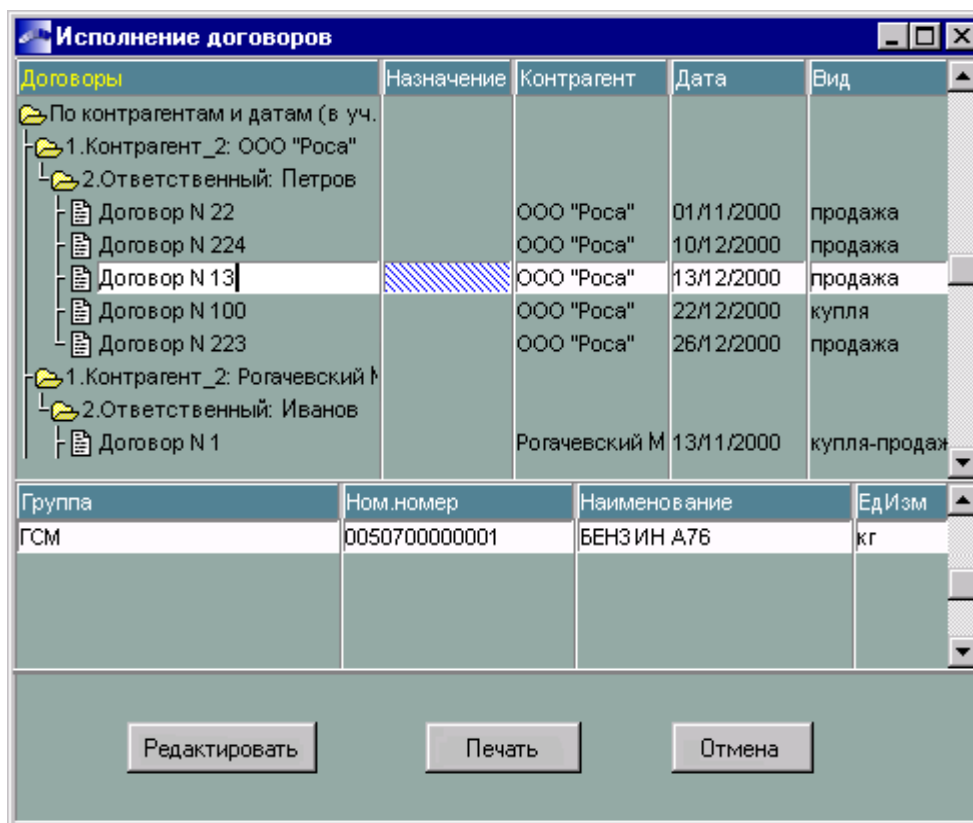 Исполнение договоров
Договоры Назначение Контрагент Дата Вид
По контрагентам и датам (в уч.
1.Контрагент_2: ООО "Роса"
2.Ответственный: Петров
Договор N 22 ООО "Роса" 01/11/2000 продажа
Договор N 224 ООО "Роса" 10/12/2000 продажа
Договор N 13 ООО "Роса" 13/12/2000 продажа
Договор N 100 ООО "Роса" 22/12/2000 купля
Договор N 223 ООО "Роса" 26/12/2000 продажа
1.Контрагент_2: Рогачевский М
2.Ответственный: Иванов
Договор N 1 Рогачевский М 13/11/2000 купля-продаж
Группа Ном.номер Наименование ЕдИзм
ГСМ 0050700000001 БЕНЗИН А76 кг
Редактировать Печать Отмена